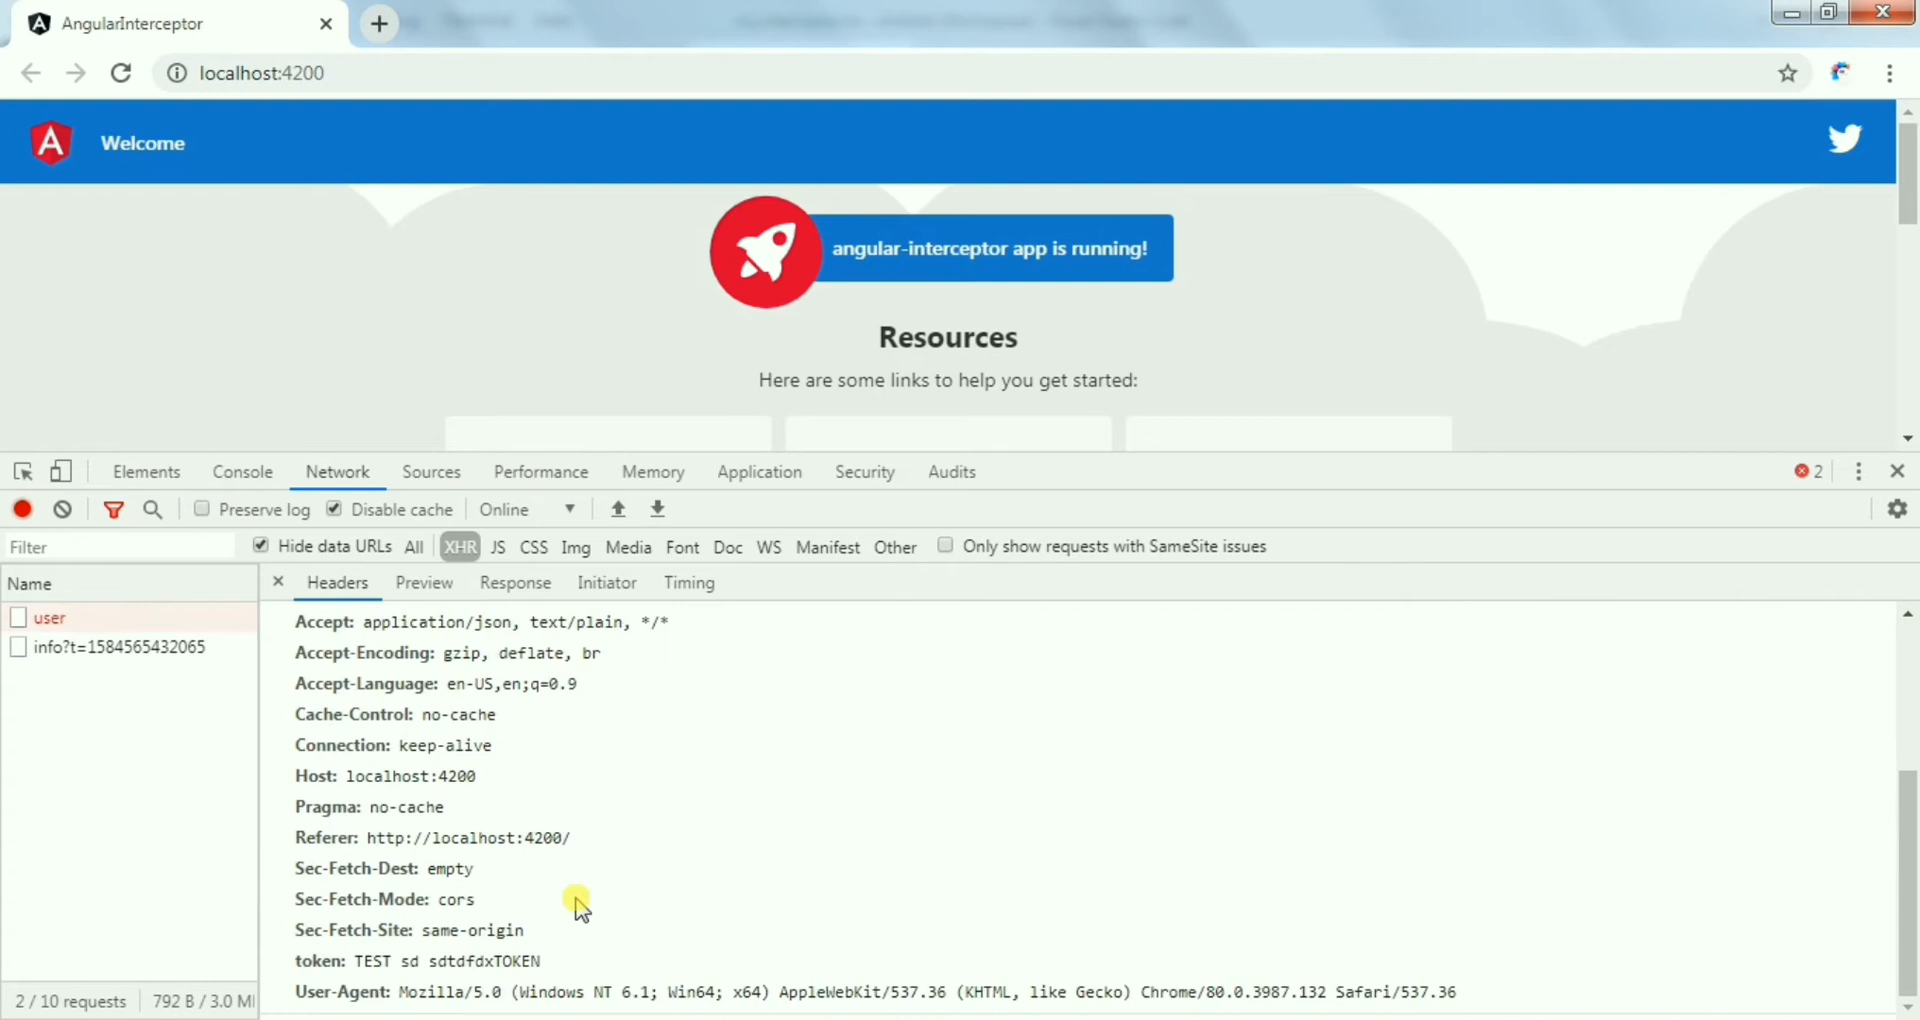 AngularInterceptor
localhost:4200
Welcome
angular-interceptor app is running!
Resources
Here are some links to help you get started:
Elements Console Network Sources Performance Memory Application Security Audits 2
Preserve log Disable cache Online
Filter Hide data URLs All XHR JS CSS Img Media Font Doc WS Manifest Other Only show requests with SameSite issues
Name Headers Preview Response Initiator Timing
user
info?t=1584565432065
Accept: application/json, text/plain, */*
Accept-Encoding: gzip, deflate, br
Accept-Language: en-US,en;q=0.9
Cache-Control: no-cache
Connection: keep-alive
Host: localhost:4200
Pragma: no-cache
Referer: http://localhost:4200/
Sec-Fetch-Dest: empty
Sec-Fetch-Mode: cors
Sec-Fetch-Site: same-origin
token: TEST sd sdtdfdxTOKEN
User-Agent: Mozilla/5.0 (Windows NT 6.1; Win64; x64) AppleWebKit/537.36 (KHTML, like Gecko) Chrome/80.0.3987.132 Safari/537.36
2 / 10 requests 792 B / 3.0 M